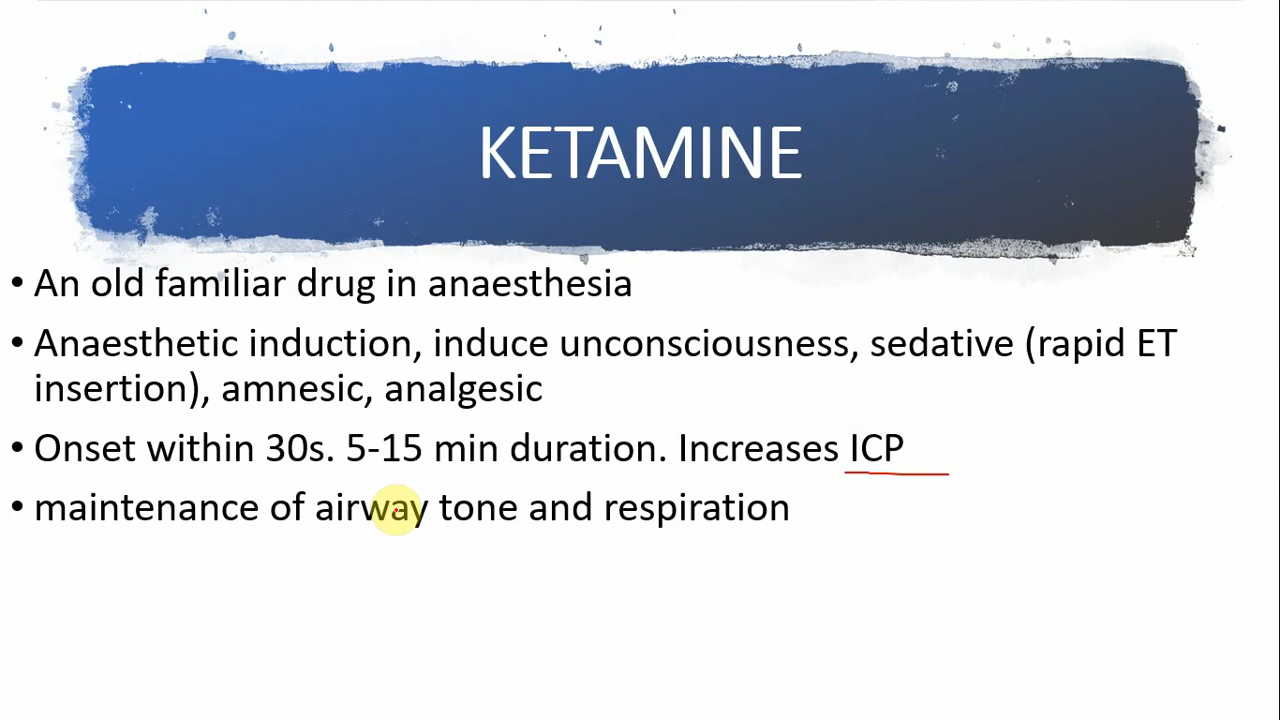 KETAMINE
• An old familiar drug in anaesthesia
• Anaesthetic induction, induce unconsciousness, sedative (rapid ET
insertion), amnesic, analgesic
• Onset within 30s. 5-15 min duration. Increases ICP
• maintenance of airway tone and respiration